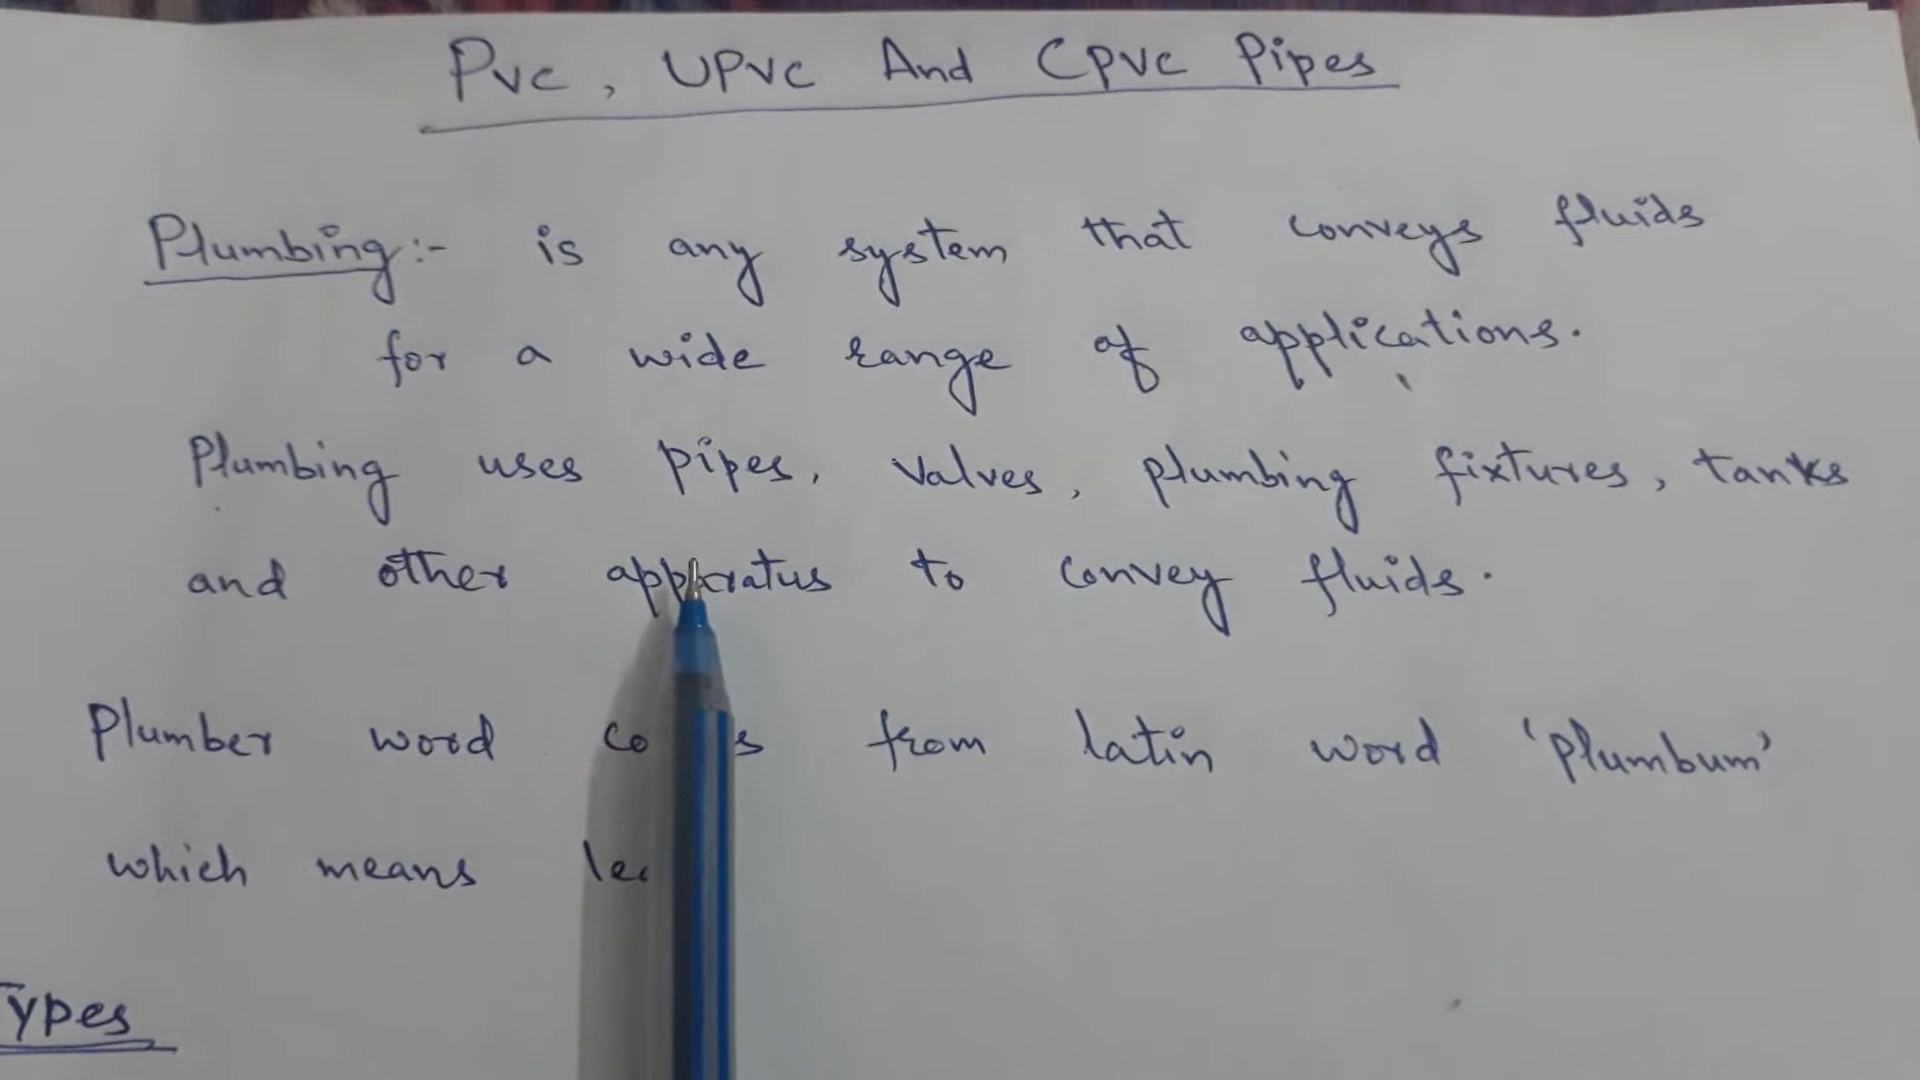 PVC, UPVC And CPVC Pipes
Plumbing:- is any system that conveys fluids
for a wide range of applications.
Plumbing uses pipes, valves, plumbing fixtures, tanks
and other apparatus to convey fluids.
Plumber word from latin word 'plumbum'
which means
Types